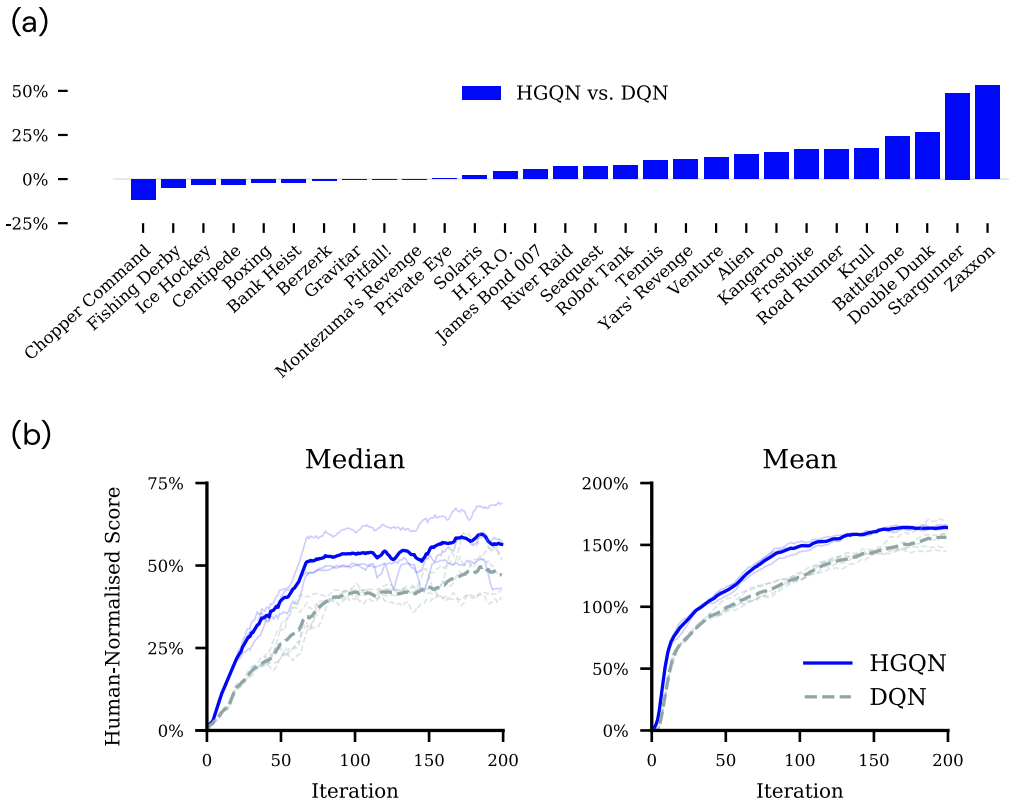 (a)
50%
25%
0%
-25%
HGQN vs. DQN
Chopper Command
Fishing Derby
Ice Hockey
Centipede
Boxing
Bank Heist
Berzerk
Gravitar
Pitfall!
Montezuma's Revenge
Private Eye
Solaris
H.E.R.O.
James Bond 007
River Raid
Seaquest
Robot Tank
Tennis
Yars' Revenge
Venture
Alien
Kangaroo
Frostbite
Road Runner
Krull
Battlezone
Double Dunk
Stargunner
Zaxxon
(b)
Median
Human-Normalised Score
75%
50%
25%
0%
0 50 100 150 200
Iteration
Mean
200%
150%
100%
50%
0%
HGQN
DQN
0 50 100 150 200
Iteration